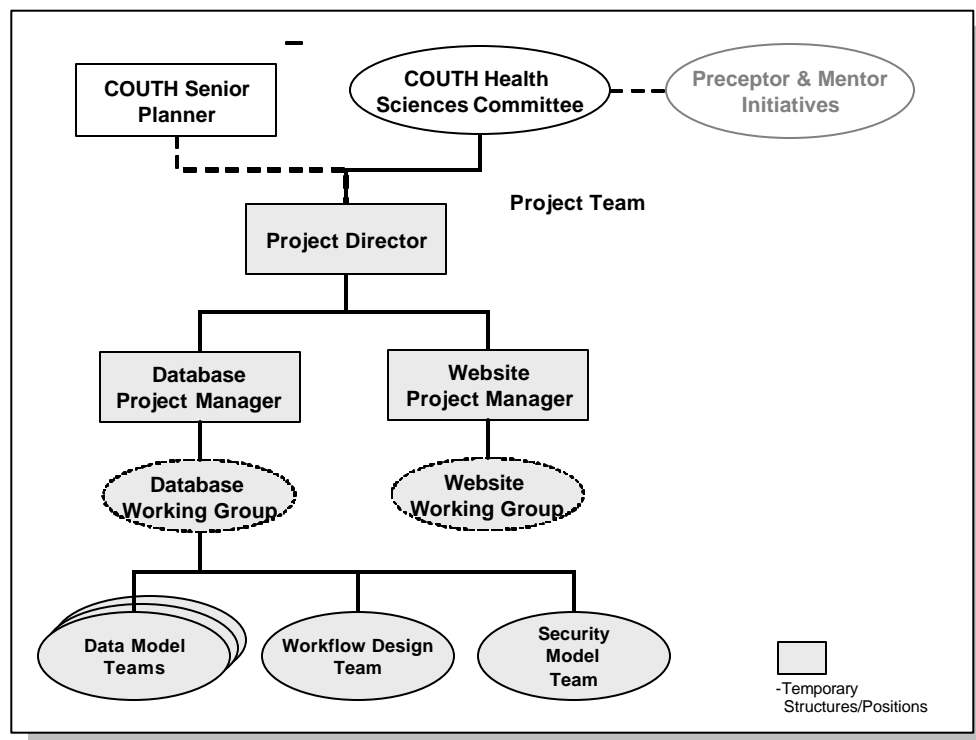 COUTH Senior
Planner
COUTH Health
Sciences Committee
Preceptor & Mentor
Initiatives
Project Team
Project Director
Database
Project Manager
Website
Project Manager
Database
Working Group
Website
Working Group
Data Model
Teams
Workflow Design
Team
Security
Model
Team
-Temporary
Structures/Positions